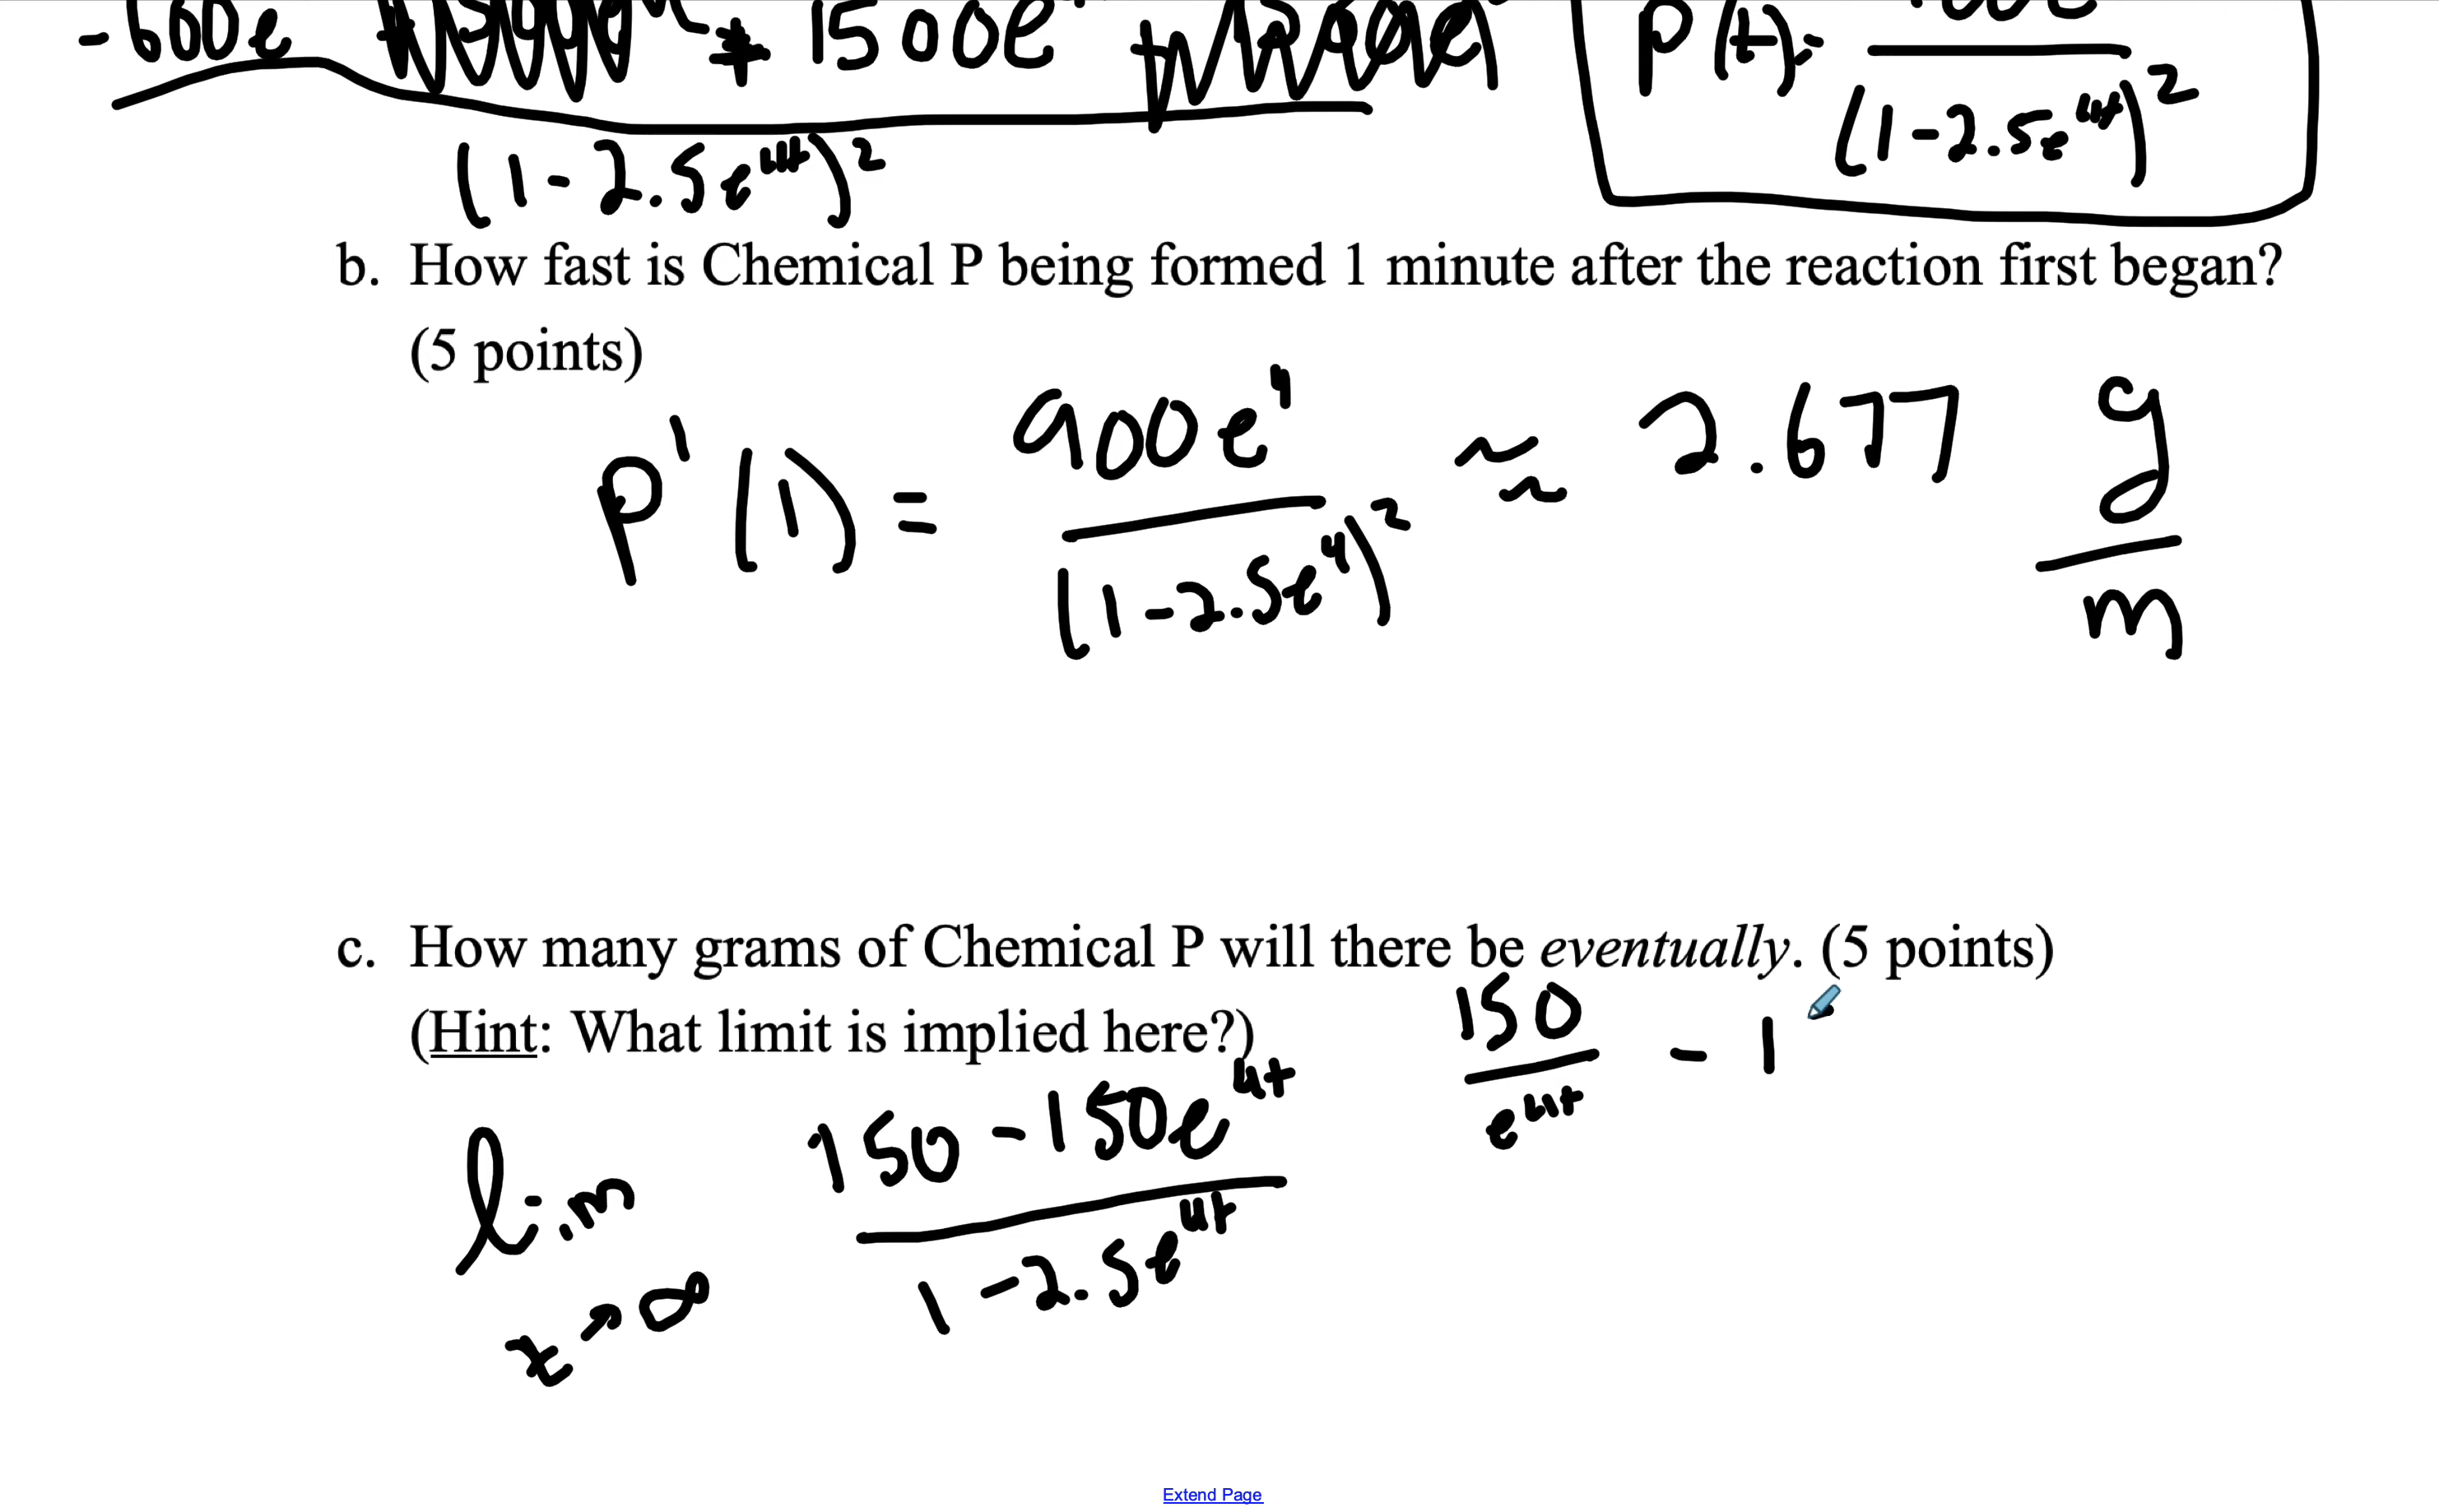 -600e + 1500e
P'(t) =
(1-2.5e^4t)^2 (1-2.5e^4t)^2
b. How fast is Chemical P being formed 1 minute after the reaction first began?
(5 points)
P'(1) = 900e^4 / (1-2.5e^4)^2 ≈ 2.677 g/m
c. How many grams of Chemical P will there be eventually. (5 points)
(Hint: What limit is implied here?)
150/e^4t - 1
lim t→∞ 150-150e^4t / 1-2.5e^4t
Extend Page